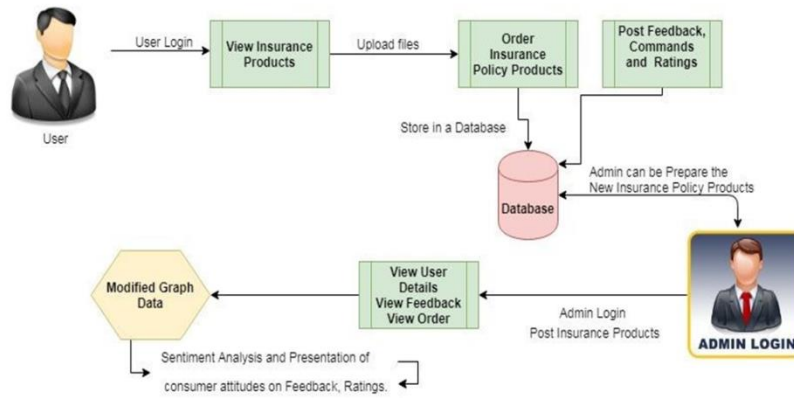 User Login
View Insurance
Products
Upload files
Order
Insurance
Policy Products
Post Feedback,
Commands
and Ratings
User
Store in a Database
Database
Admin can be Prepare the
New Insurance Policy Products
Modified Graph
Data
View User
Details
View Feedback
View Order
Admin Login
Post Insurance Products
ADMIN LOGIN
Sentiment Analysis and Presentation of
consumer attitudes on Feedback, Ratings.